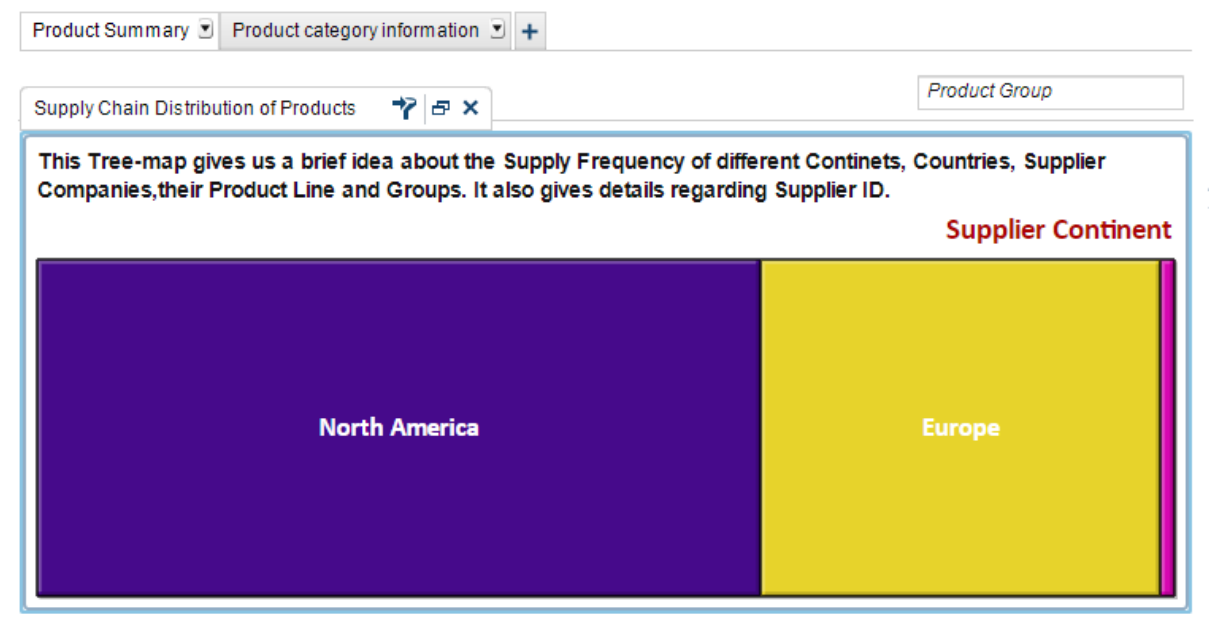 Product Summary Product category information +
Product Group
Supply Chain Distribution of Products
This Tree-map gives us a brief idea about the Supply Frequency of different Continets, Countries, Supplier
Companies,their Product Line and Groups. It also gives details regarding Supplier ID.
Supplier Continent
North America Europe